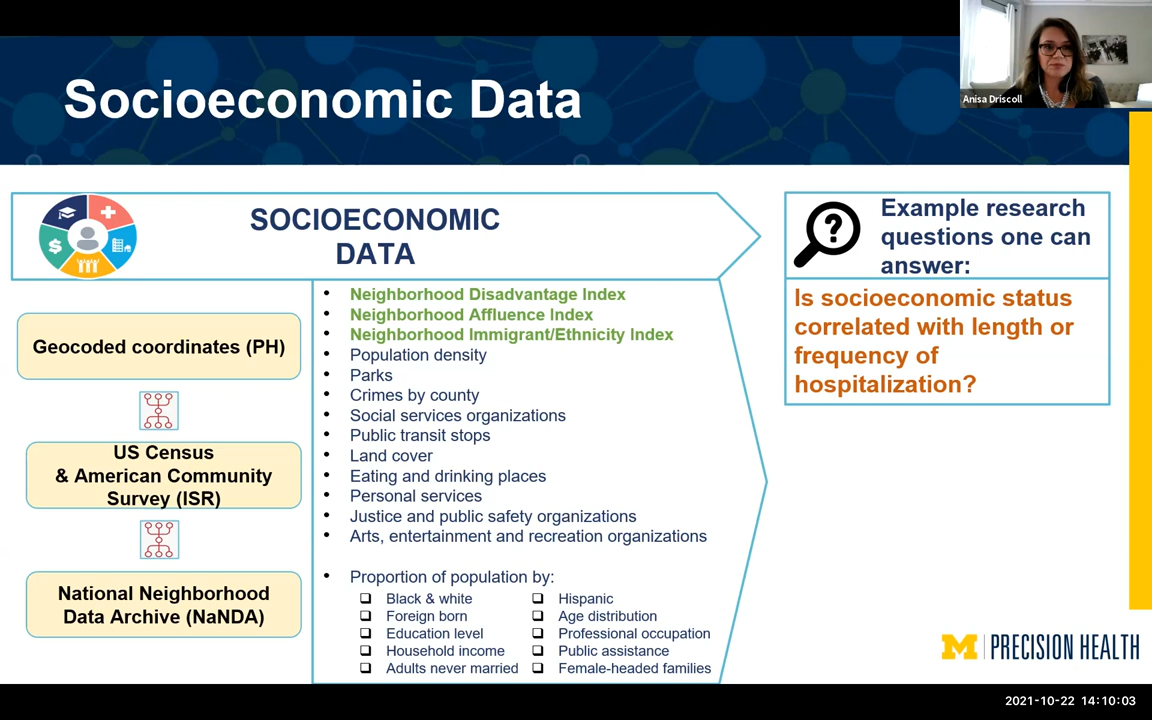 Socioeconomic Data
Anisa Driscoll
SOCIOECONOMIC
DATA
Geocoded coordinates (PH)
US Census
& American Community
Survey (ISR)
National Neighborhood
Data Archive (NaNDA)
• Neighborhood Disadvantage Index
• Neighborhood Affluence Index
• Neighborhood Immigrant/Ethnicity Index
• Population density
• Parks
• Crimes by county
• Social services organizations
• Public transit stops
• Land cover
• Eating and drinking places
• Personal services
• Justice and public safety organizations
• Arts, entertainment and recreation organizations
• Proportion of population by:
❑ Black & white
❑ Foreign born
❑ Education level
❑ Household income
❑ Adults never married
❑ Hispanic
❑ Age distribution
❑ Professional occupation
❑ Public assistance
❑ Female-headed families
?
Example research
questions one can
answer:
Is socioeconomic status
correlated with length or
frequency of
hospitalization?
M PRECISION HEALTH
2021-10-22 14:10:03